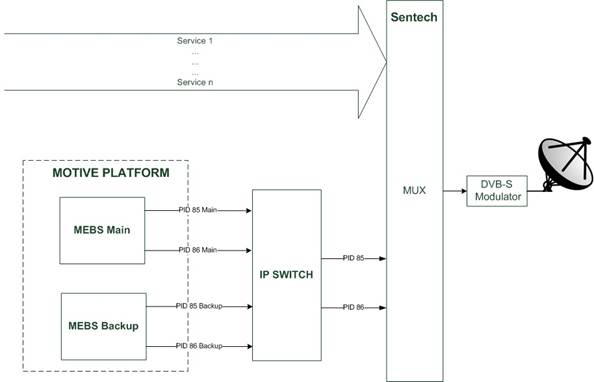 Sentech
Service 1
...
...
...
Service n
MOTIVE PLATFORM
MEBS Main
PID 85 Main
PID 86 Main
MEBS Backup
PID 85 Backup
PID 86 Backup
IP SWITCH
PID 85
PID 86
MUX
DVB-S
Modulator